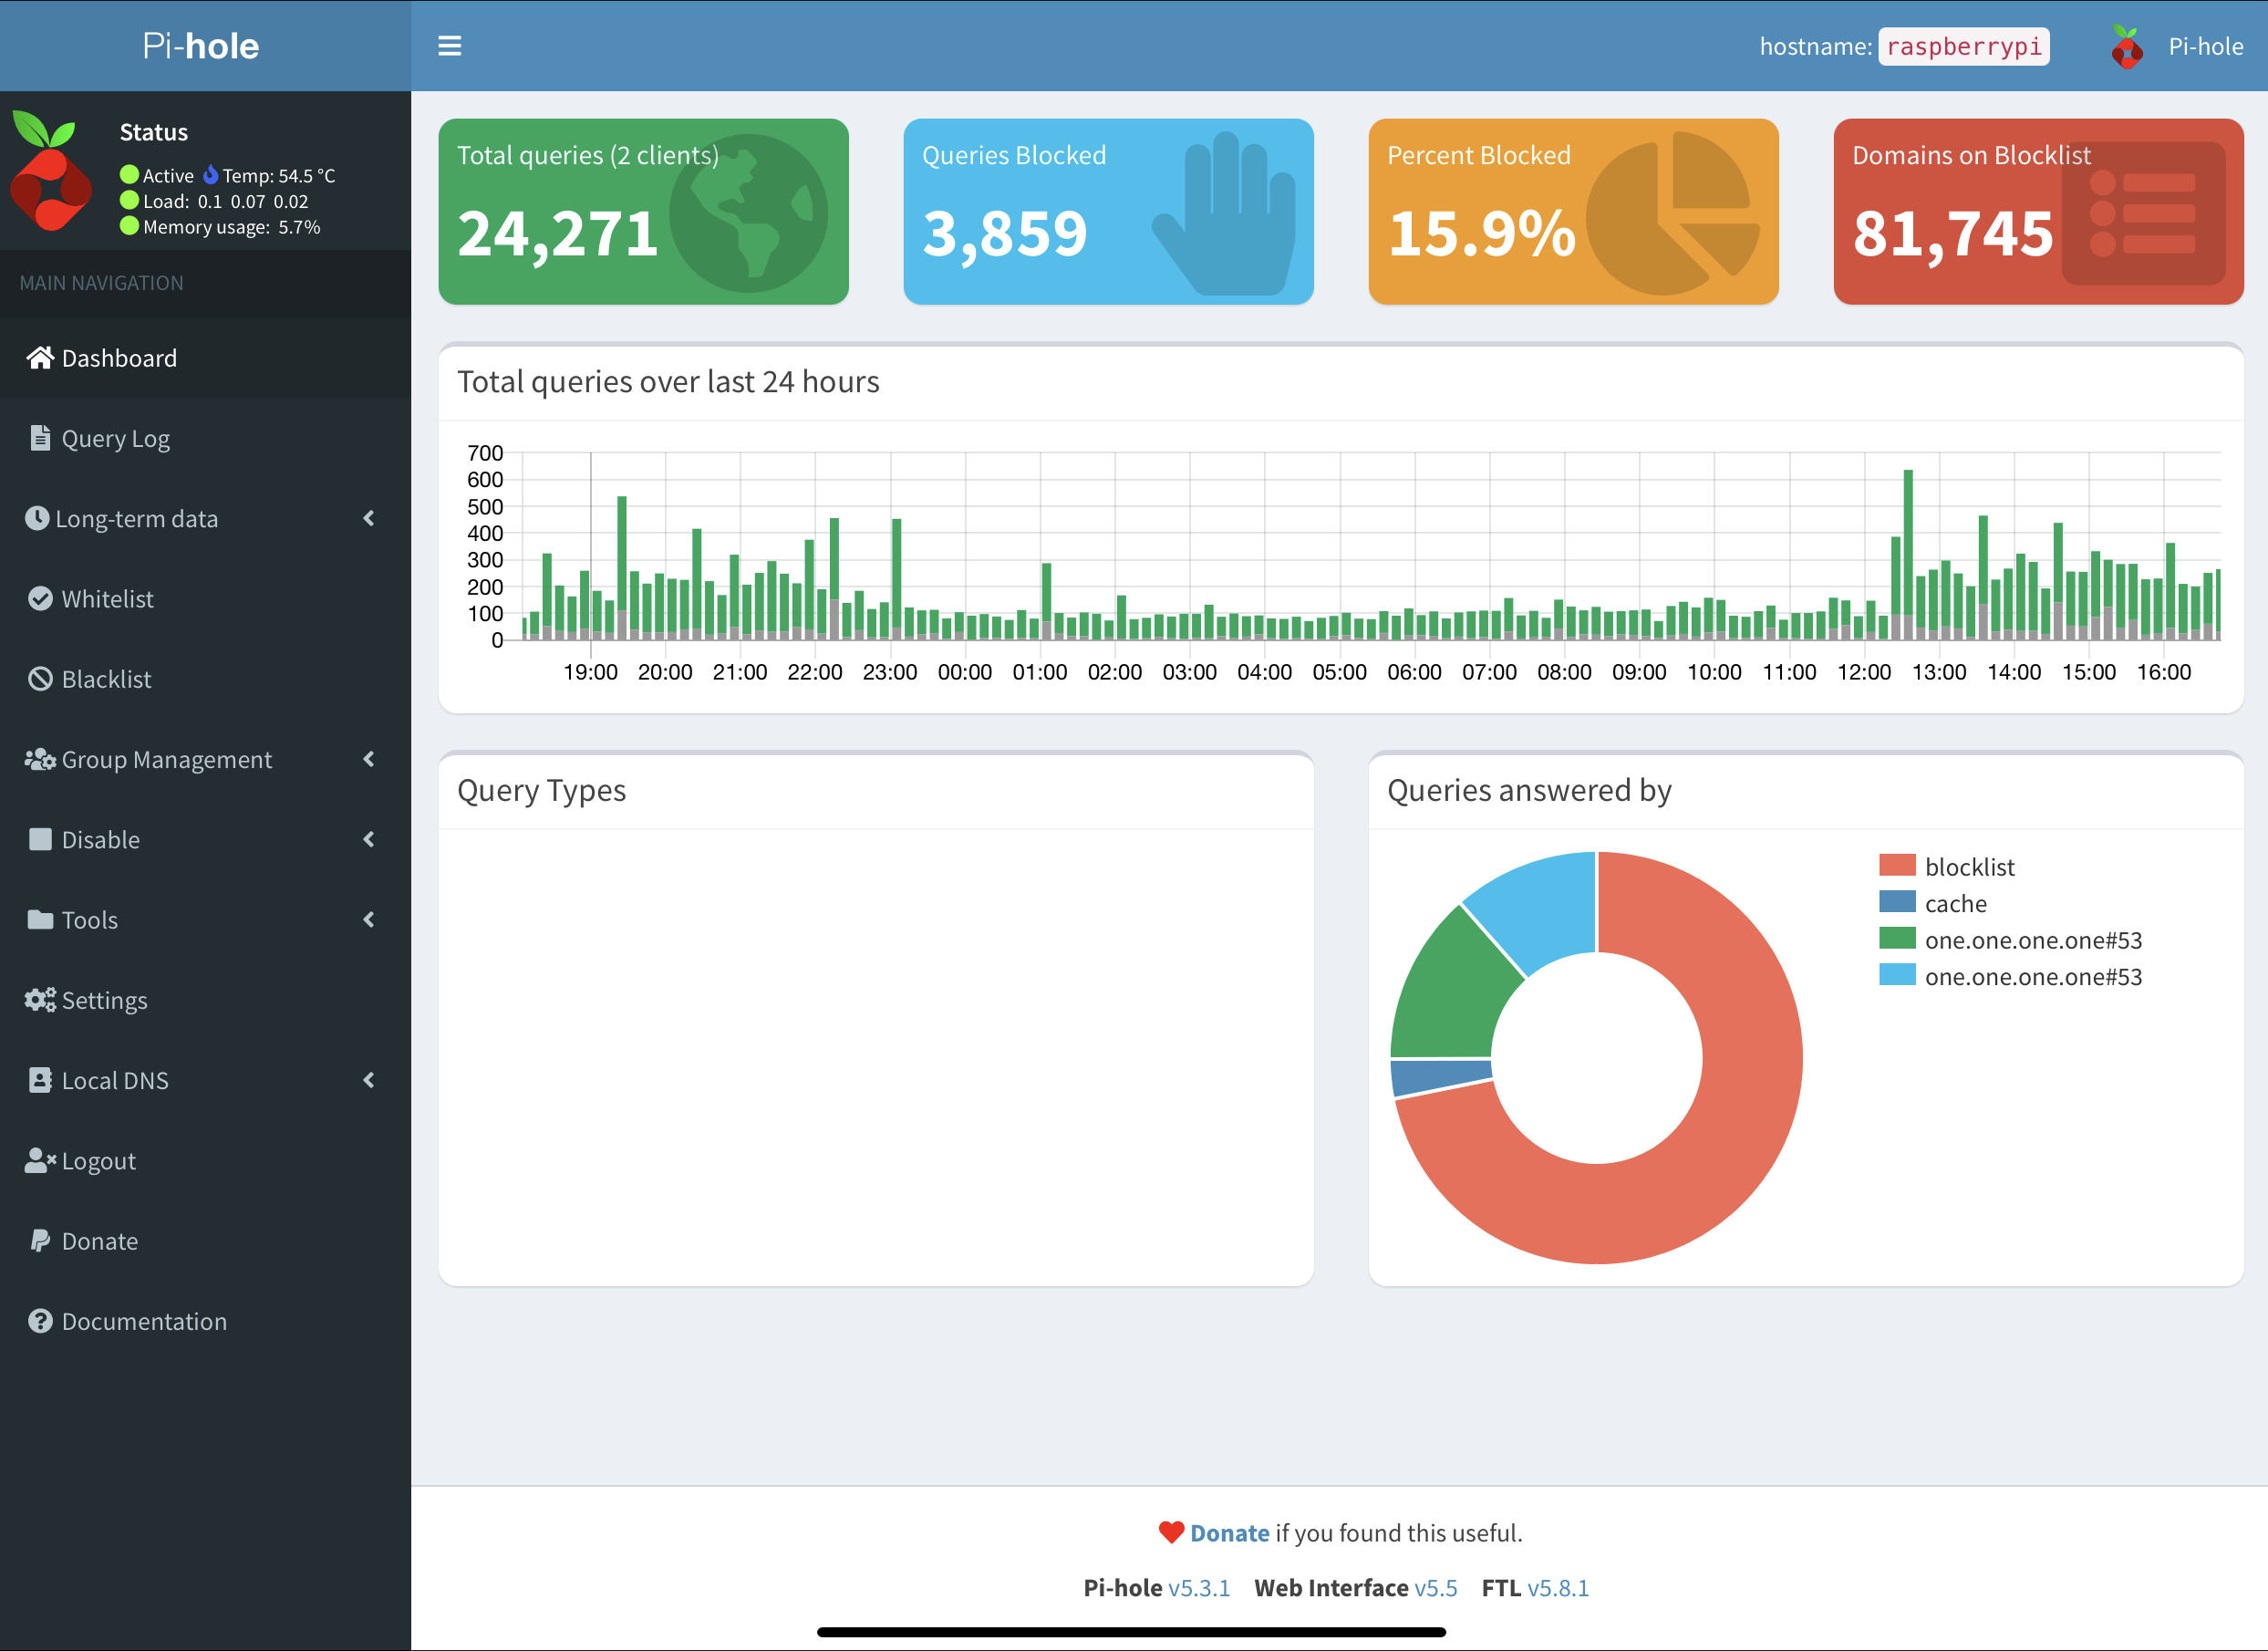 Pi-hole
hostname: raspberrypi
Pi-hole
Status
Active Temp: 54.5 °C
Load: 0.1 0.07 0.02
Memory usage: 5.7%
MAIN NAVIGATION
Dashboard
Query Log
Long-term data
Whitelist
Blacklist
Group Management
Disable
Tools
Settings
Local DNS
Logout
Donate
Documentation
Total queries (2 clients)
24,271
Queries Blocked
3,859
Percent Blocked
15.9%
Domains on Blocklist
81,745
Total queries over last 24 hours
700
600
500
400
300
200
100
0
19:00 20:00 21:00 22:00 23:00 00:00 01:00 02:00 03:00 04:00 05:00 06:00 07:00 08:00 09:00 10:00 11:00 12:00 13:00 14:00 15:00 16:00
Query Types
Queries answered by
blocklist
cache
one.one.one.one#53
one.one.one.one#53
Donate if you found this useful.
Pi-hole v5.3.1 Web Interface v5.5 FTL v5.8.1